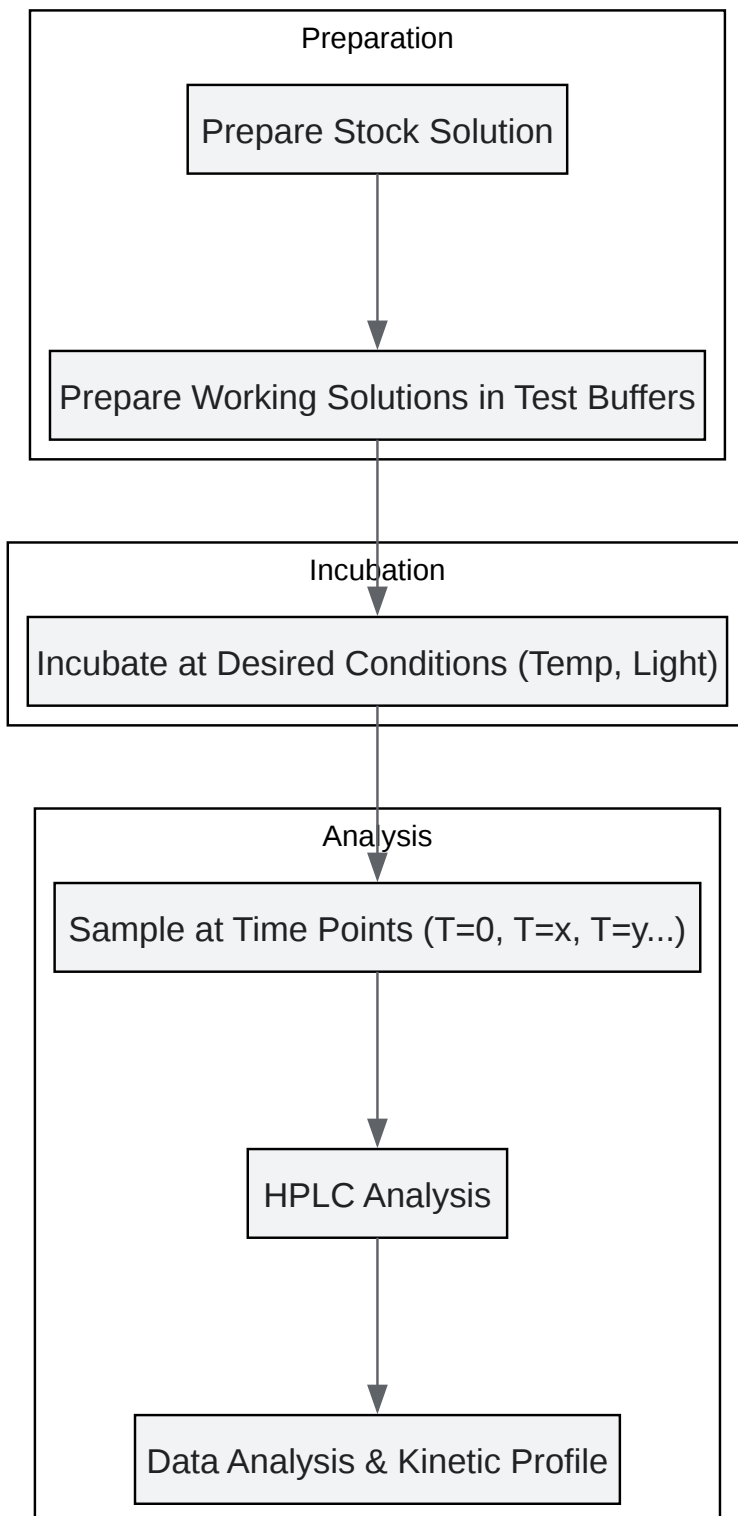 Preparation
Prepare Stock Solution
Prepare Working Solutions in Test Buffers
Incubation
Incubate at Desired Conditions (Temp, Light)
Analysis
Sample at Time Points (T=0, T=x, T=y...)
HPLC Analysis
Data Analysis & Kinetic Profile